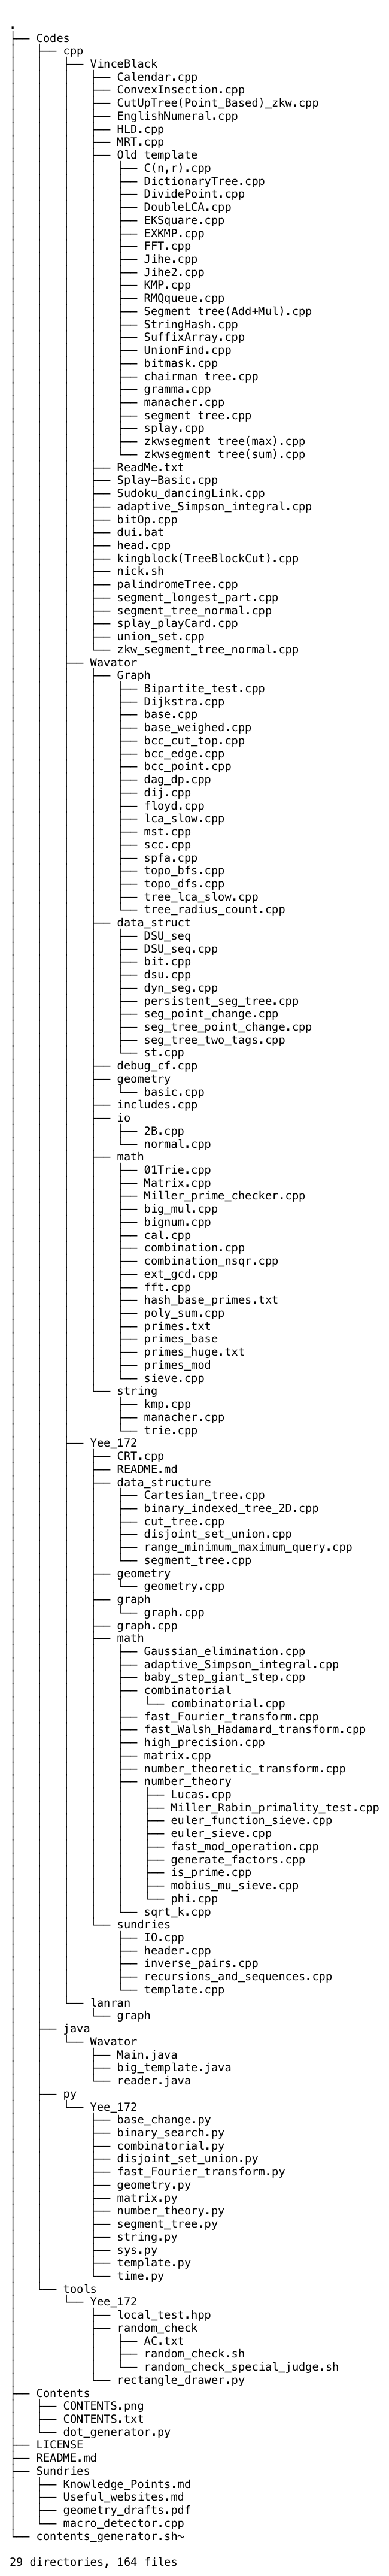 .
├── Codes
│   ├── cpp
│   │   ├── VinceBlack
│   │   │   ├── Calendar.cpp
│   │   │   ├── ConvexInsection.cpp
│   │   │   ├── CutUpTree(Point_Based)_zkw.cpp
│   │   │   ├── EnglishNumeral.cpp
│   │   │   ├── HLD.cpp
│   │   │   ├── MRT.cpp
│   │   │   ├── Old template
│   │   │   │   ├── C(n,r).cpp
│   │   │   │   ├── DictionaryTree.cpp
│   │   │   │   ├── DividePoint.cpp
│   │   │   │   ├── DoubleLCA.cpp
│   │   │   │   ├── EKSquare.cpp
│   │   │   │   ├── EXKMP.cpp
│   │   │   │   ├── FFT.cpp
│   │   │   │   ├── Jihe.cpp
│   │   │   │   ├── Jihe2.cpp
│   │   │   │   ├── KMP.cpp
│   │   │   │   ├── RMQqueue.cpp
│   │   │   │   ├── Segment tree(Add+Mul).cpp
│   │   │   │   ├── StringHash.cpp
│   │   │   │   ├── SuffixArray.cpp
│   │   │   │   ├── UnionFind.cpp
│   │   │   │   ├── bitmask.cpp
│   │   │   │   ├── chairman tree.cpp
│   │   │   │   ├── gramma.cpp
│   │   │   │   ├── manacher.cpp
│   │   │   │   ├── segment tree.cpp
│   │   │   │   ├── splay.cpp
│   │   │   │   ├── zkwsegment tree(max).cpp
│   │   │   │   └── zkwsegment tree(sum).cpp
│   │   │   ├── ReadMe.txt
│   │   │   ├── Splay-Basic.cpp
│   │   │   ├── Sudoku_dancingLink.cpp
│   │   │   ├── adaptive_Simpson_integral.cpp
│   │   │   ├── bitOp.cpp
│   │   │   ├── dui.bat
│   │   │   ├── head.cpp
│   │   │   ├── kingblock(TreeBlockCut).cpp
│   │   │   ├── nick.sh
│   │   │   ├── palindromeTree.cpp
│   │   │   ├── segment_longest_part.cpp
│   │   │   ├── segment_tree_normal.cpp
│   │   │   ├── splay_playCard.cpp
│   │   │   ├── union_set.cpp
│   │   │   └── zkw_segment_tree_normal.cpp
│   │   ├── Wavator
│   │   │   ├── Graph
│   │   │   │   ├── Bipartite_test.cpp
│   │   │   │   ├── Dijkstra.cpp
│   │   │   │   ├── base.cpp
│   │   │   │   ├── base_weighed.cpp
│   │   │   │   ├── bcc_cut_top.cpp
│   │   │   │   ├── bcc_edge.cpp
│   │   │   │   ├── bcc_point.cpp
│   │   │   │   ├── dag_dp.cpp
│   │   │   │   ├── dij.cpp
│   │   │   │   ├── floyd.cpp
│   │   │   │   ├── lca_slow.cpp
│   │   │   │   ├── mst.cpp
│   │   │   │   ├── scc.cpp
│   │   │   │   ├── spfa.cpp
│   │   │   │   ├── topo_bfs.cpp
│   │   │   │   ├── topo_dfs.cpp
│   │   │   │   ├── tree_lca_slow.cpp
│   │   │   │   └── tree_radius_count.cpp
│   │   │   ├── data_struct
│   │   │   │   ├── DSU_seq
│   │   │   │   ├── DSU_seq.cpp
│   │   │   │   ├── bit.cpp
│   │   │   │   ├── dsu.cpp
│   │   │   │   ├── dyn_seg.cpp
│   │   │   │   ├── persistent_seg_tree.cpp
│   │   │   │   ├── seg_point_change.cpp
│   │   │   │   ├── seg_tree_point_change.cpp
│   │   │   │   ├── seg_tree_two_tags.cpp
│   │   │   │   └── st.cpp
│   │   │   ├── debug_cf.cpp
│   │   │   ├── geometry
│   │   │   │   └── basic.cpp
│   │   │   ├── includes.cpp
│   │   │   ├── io
│   │   │   │   ├── 2B.cpp
│   │   │   │   └── normal.cpp
│   │   │   ├── math
│   │   │   │   ├── 01Trie.cpp
│   │   │   │   ├── Matrix.cpp
│   │   │   │   ├── Miller_prime_checker.cpp
│   │   │   │   ├── big_mul.cpp
│   │   │   │   ├── bignum.cpp
│   │   │   │   ├── cal.cpp
│   │   │   │   ├── combination.cpp
│   │   │   │   ├── combination_nsqr.cpp
│   │   │   │   ├── ext_gcd.cpp
│   │   │   │   ├── fft.cpp
│   │   │   │   ├── hash_base_primes.txt
│   │   │   │   ├── poly_sum.cpp
│   │   │   │   ├── primes.txt
│   │   │   │   ├── primes_base
│   │   │   │   ├── primes_huge.txt
│   │   │   │   ├── primes_mod
│   │   │   │   └── sieve.cpp
│   │   │   └── string
│   │   │       ├── kmp.cpp
│   │   │       ├── manacher.cpp
│   │   │       └── trie.cpp
│   │   ├── Yee_172
│   │   │   ├── CRT.cpp
│   │   │   ├── README.md
│   │   │   ├── data_structure
│   │   │   │   ├── Cartesian_tree.cpp
│   │   │   │   ├── binary_indexed_tree_2D.cpp
│   │   │   │   ├── cut_tree.cpp
│   │   │   │   ├── disjoint_set_union.cpp
│   │   │   │   ├── range_minimum_maximum_query.cpp
│   │   │   │   └── segment_tree.cpp
│   │   │   ├── geometry
│   │   │   │   └── geometry.cpp
│   │   │   ├── graph
│   │   │   │   └── graph.cpp
│   │   │   ├── graph.cpp
│   │   │   ├── math
│   │   │   │   ├── Gaussian_elimination.cpp
│   │   │   │   ├── adaptive_Simpson_integral.cpp
│   │   │   │   ├── baby_step_giant_step.cpp
│   │   │   │   ├── combinatorial
│   │   │   │   │   └── combinatorial.cpp
│   │   │   │   ├── fast_Fourier_transform.cpp
│   │   │   │   ├── fast_Walsh_Hadamard_transform.cpp
│   │   │   │   ├── high_precision.cpp
│   │   │   │   ├── matrix.cpp
│   │   │   │   ├── number_theoretic_transform.cpp
│   │   │   │   ├── number_theory
│   │   │   │   │   ├── Lucas.cpp
│   │   │   │   │   ├── Miller_Rabin_primality_test.cpp
│   │   │   │   │   ├── euler_function_sieve.cpp
│   │   │   │   │   ├── euler_sieve.cpp
│   │   │   │   │   ├── fast_mod_operation.cpp
│   │   │   │   │   ├── generate_factors.cpp
│   │   │   │   │   ├── is_prime.cpp
│   │   │   │   │   ├── mobius_mu_sieve.cpp
│   │   │   │   │   └── phi.cpp
│   │   │   │   └── sqrt_k.cpp
│   │   │   └── sundries
│   │   │       ├── IO.cpp
│   │   │       ├── header.cpp
│   │   │       ├── inverse_pairs.cpp
│   │   │       ├── recursions_and_sequences.cpp
│   │   │       └── template.cpp
│   │   └── lanran
│   │       └── graph
│   ├── java
│   │   └── Wavator
│   │       ├── Main.java
│   │       ├── big_template.java
│   │       └── reader.java
│   ├── py
│   │   └── Yee_172
│   │       ├── base_change.py
│   │       ├── binary_search.py
│   │       ├── combinatorial.py
│   │       ├── disjoint_set_union.py
│   │       ├── fast_Fourier_transform.py
│   │       ├── geometry.py
│   │       ├── matrix.py
│   │       ├── number_theory.py
│   │       ├── segment_tree.py
│   │       ├── string.py
│   │       ├── sys.py
│   │       ├── template.py
│   │       └── time.py
│   └── tools
│       └── Yee_172
│           ├── local_test.hpp
│           ├── random_check
│           │   ├── AC.txt
│           │   ├── random_check.sh
│           │   └── random_check_special_judge.sh
│           └── rectangle_drawer.py
├── Contents
│   ├── CONTENTS.png
│   ├── CONTENTS.txt
│   └── dot_generator.py
├── LICENSE
├── README.md
├── Sundries
│   ├── Knowledge_Points.md
│   ├── Useful_websites.md
│   ├── geometry_drafts.pdf
│   └── macro_detector.cpp
└── contents_generator.sh~
29 directories, 164 files